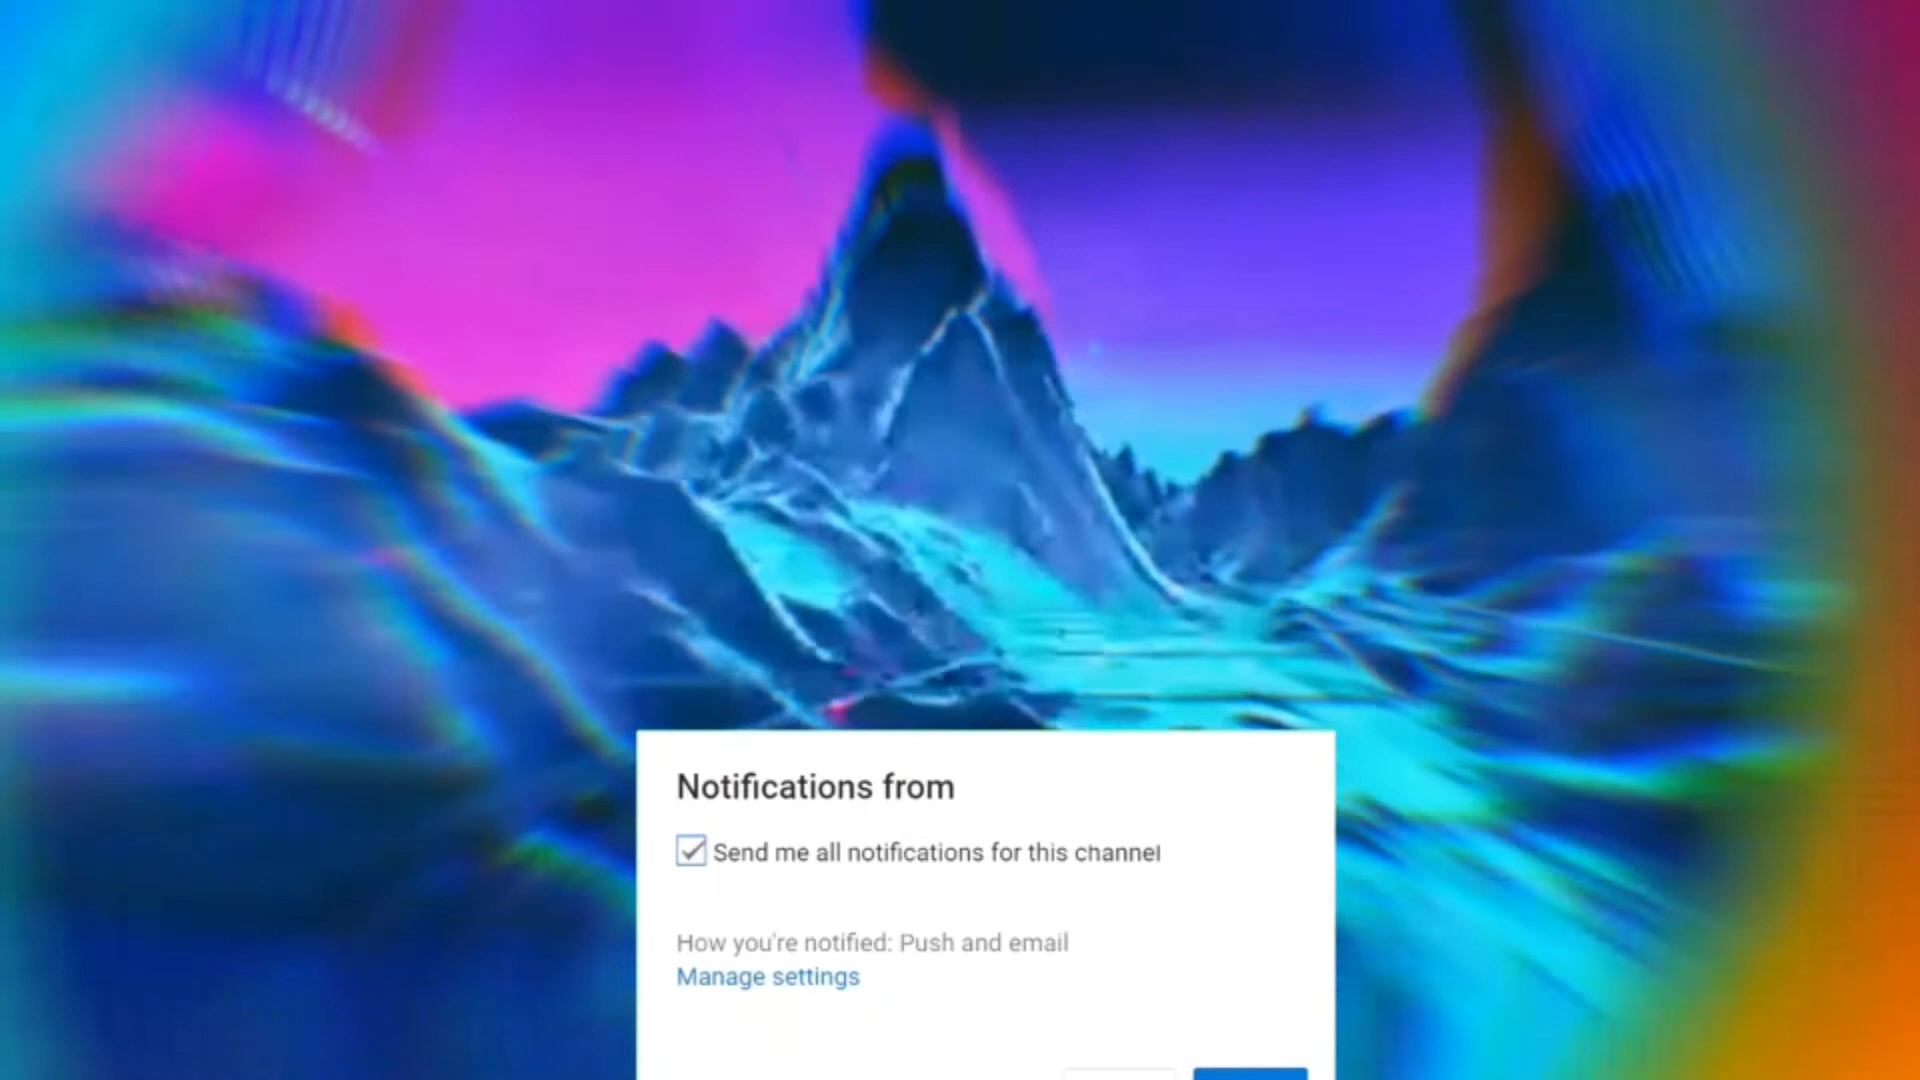 Notifications from
Send me all notifications for this channel
How you're notified: Push and email
Manage settings